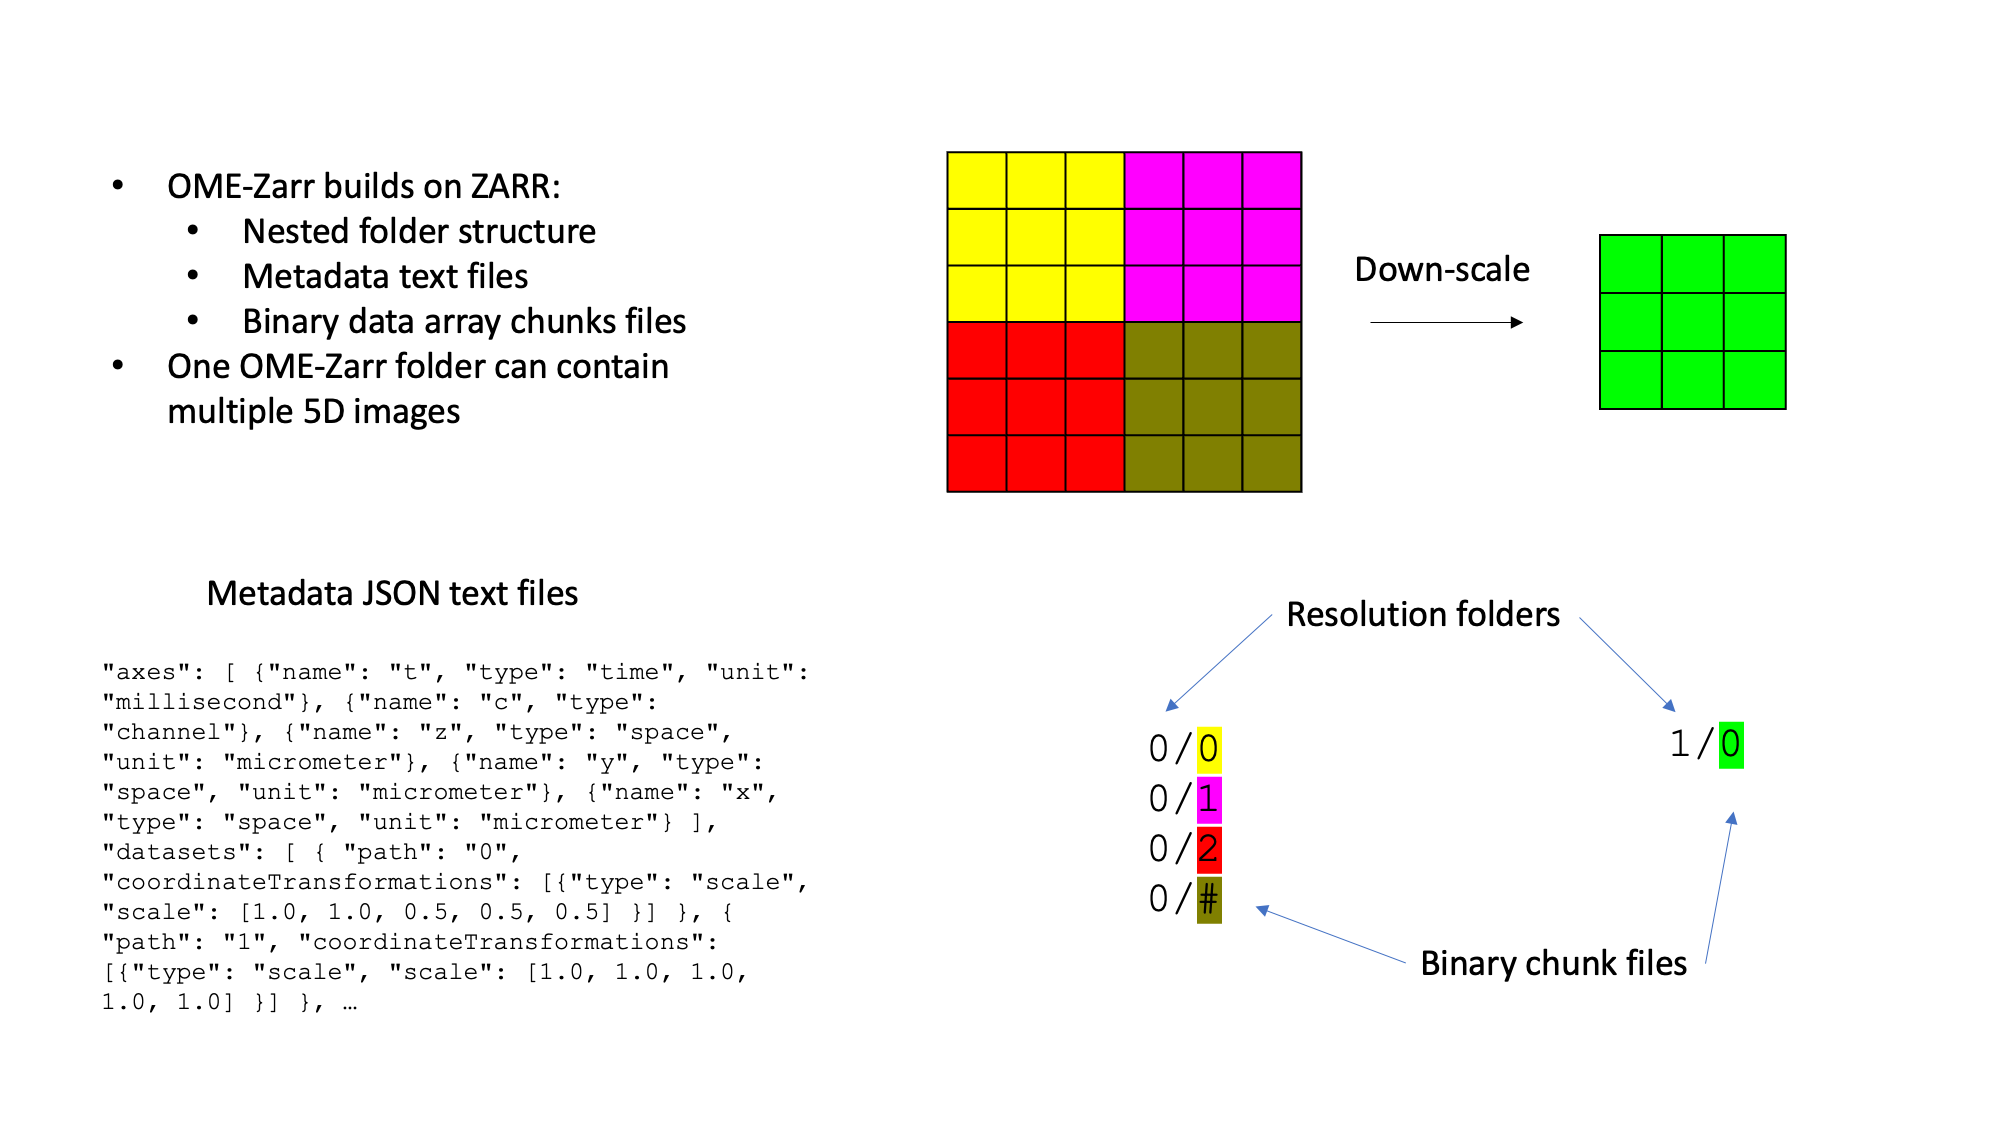 • OME-Zarr builds on ZARR:
• Nested folder structure
• Metadata text files
• Binary data array chunks files
• One OME-Zarr folder can contain
multiple 5D images
Down-scale
Metadata JSON text files
"axes": [ {"name": "t", "type": "time", "unit":
"millisecond"}, {"name": "c", "type":
"channel"}, {"name": "z", "type": "space",
"unit": "micrometer"}, {"name": "y", "type":
"space", "unit": "micrometer"}, {"name": "x",
"type": "space", "unit": "micrometer"} ],
"datasets": [ { "path": "0",
"coordinateTransformations": [{"type": "scale",
"scale": [1.0, 1.0, 0.5, 0.5, 0.5] }] }, {
"path": "1", "coordinateTransformations":
[{"type": "scale", "scale": [1.0, 1.0, 1.0,
1.0, 1.0] }] }, …
Resolution folders
0/0
0/1
0/2
0/#
1/0
Binary chunk files